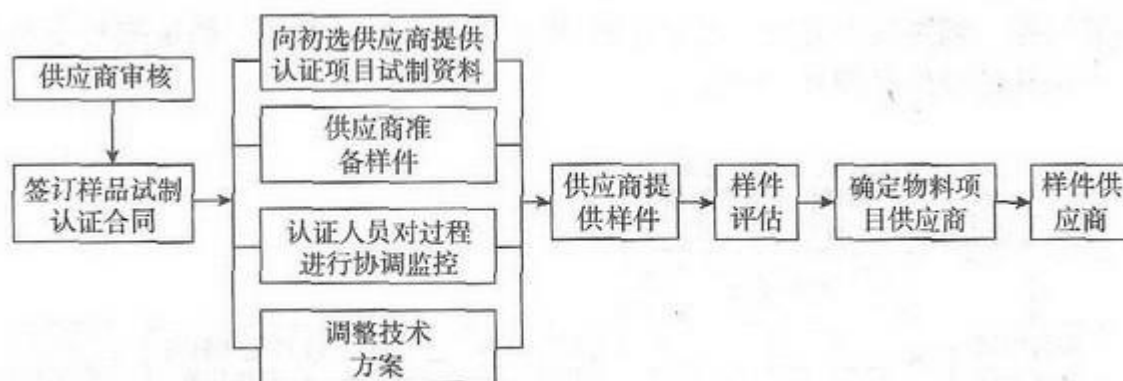 向初选供应商提供
认证项目试制资料
供应商审核
供应商准
备样件
签订样品试制
认证合同
供应商提
供样件
样件
评估
确定物料项
目供应商
样件供
应商
认证人员对过程
进行协调监控
调整技术
方案